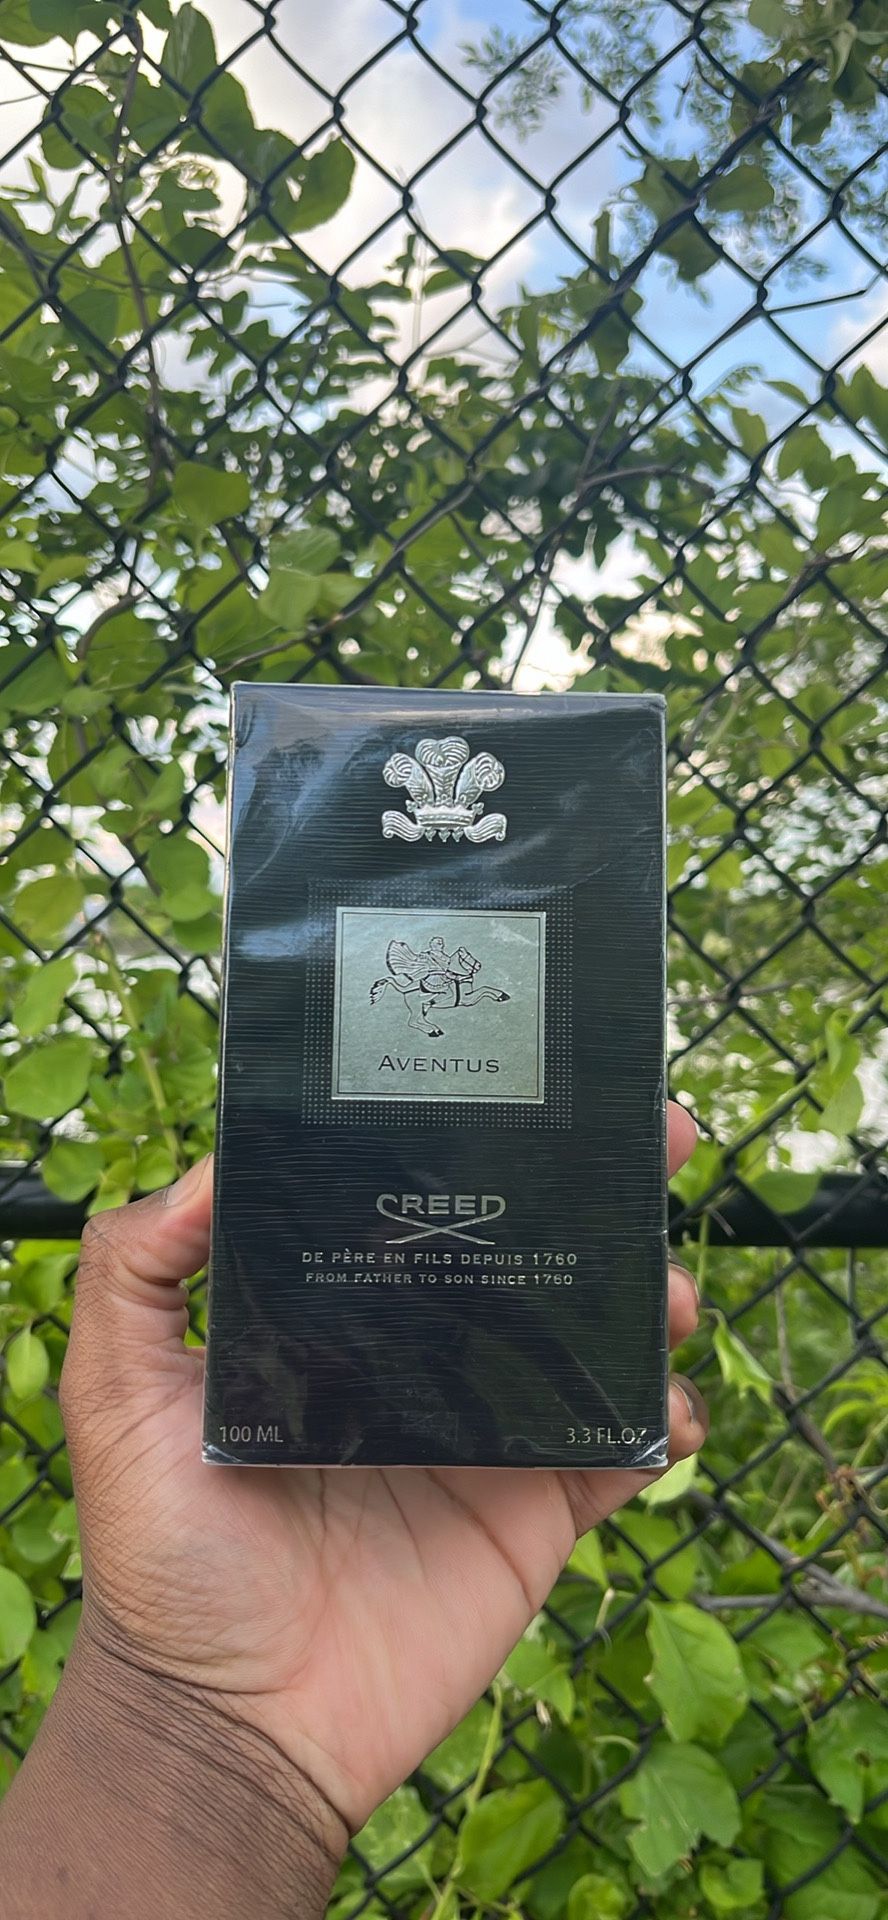 AVENTUS
CREED
DE PÈRE EN FILS DEPUIS 1760
FROM FATHER TO SON SINCE 1760
100 ML
3.3 FL.OZ.